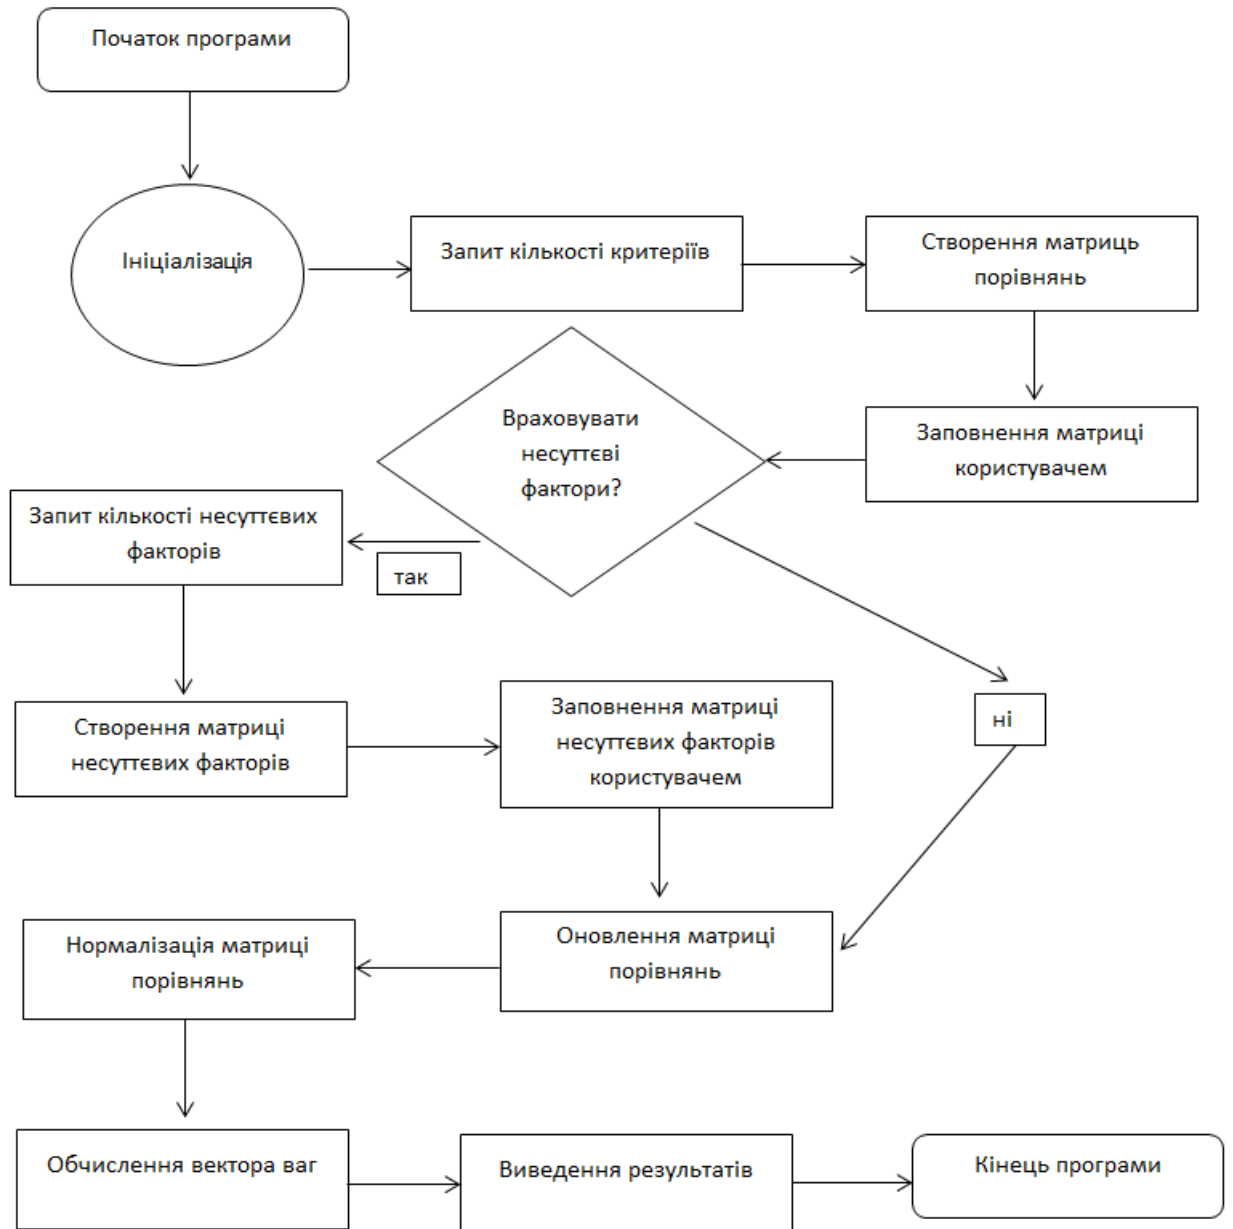 Початок програми
Ініціалізація
Запит кількості критеріїв
Створення матриць
порівнянь
Заповнення матриці
користувачем
Враховувати
несуттєві
фактори?
так
Запит кількості несуттєвих
факторів
Створення матриці
несуттєвих факторів
Заповнення матриці
несуттєвих факторів
користувачем
ні
Оновлення матриці
порівнянь
Нормалізація матриці
порівнянь
Обчислення вектора ваг
Виведення результатів
Кінець програми